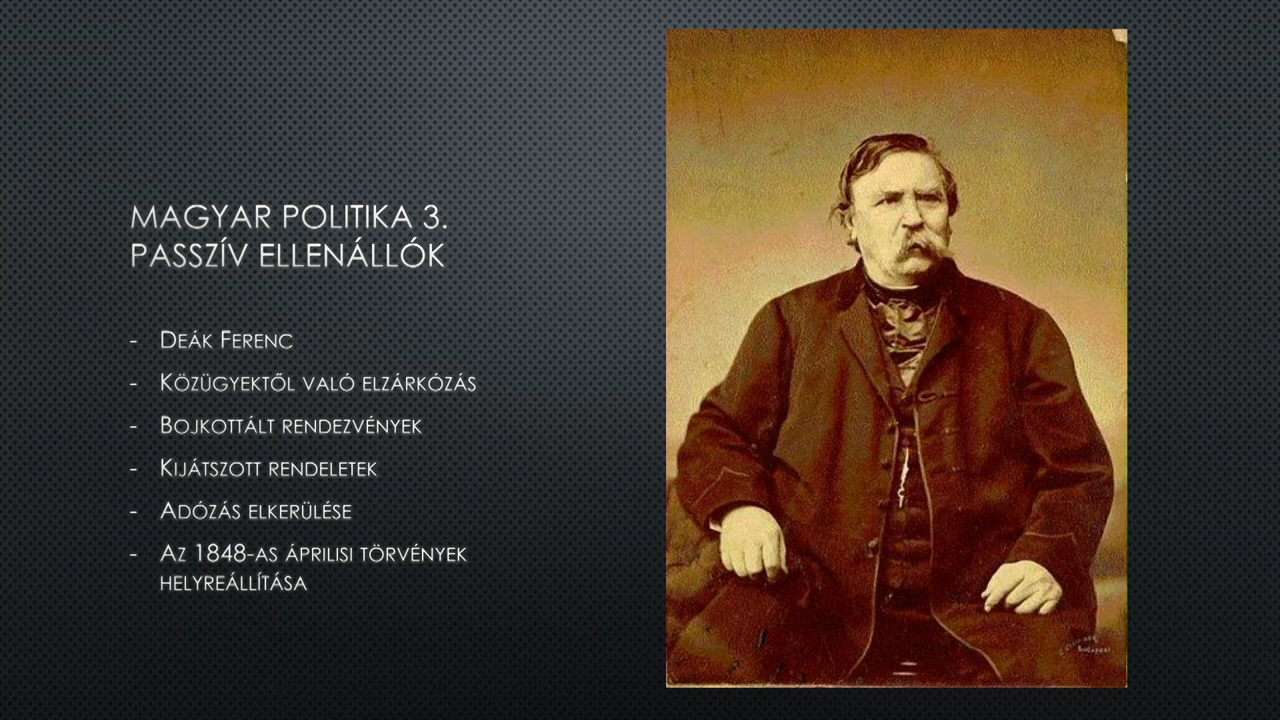 MAGYAR POLITIKA 3.
PASSZÍV ELLENÁLLÓK
- DEÁK FERENC
- KÖZÜGYEKTŐL VALÓ ELZÁRKÓZÁS
- BOJKOTTÁLT RENDEZVÉNYEK
- KIJÁTSZOTT RENDELETEK
- ADÓZÁS ELKERÜLÉSE
- AZ 1848-AS ÁPRILISI TÖRVÉNYEK
HELYREÁLLÍTÁSA